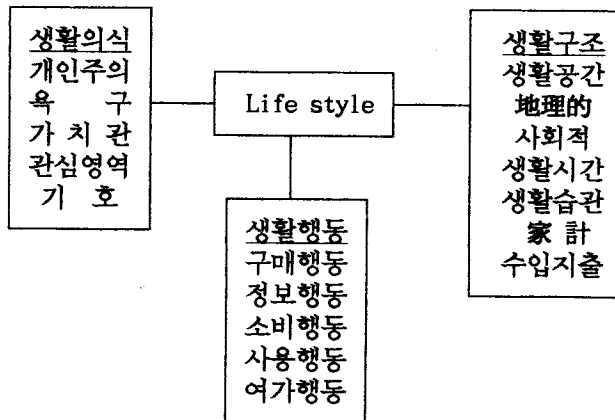 생활의식
개인주의
욕 구
가 치 관
관심영역
기 호
Life style
생활구조
생활공간
地理的
사회적
생활시간
생활습관
家 計
수입지출
생활행동
구매행동
정보행동
소비행동
사용행동
여가행동